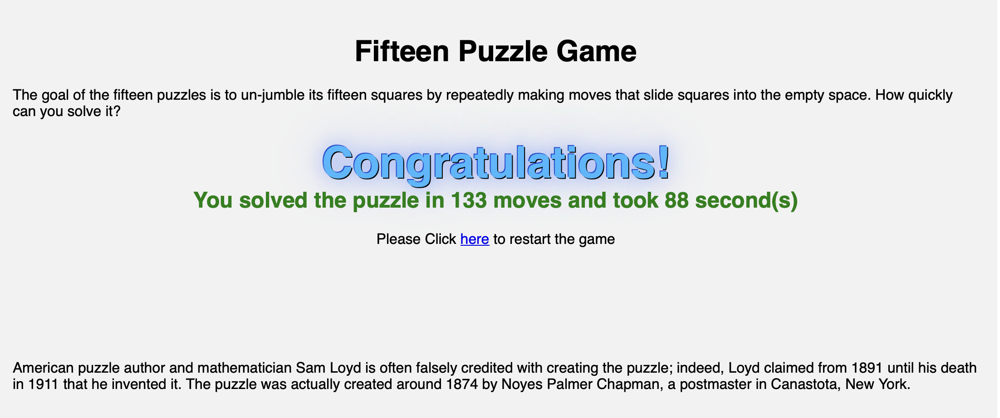 Fifteen Puzzle Game
The goal of the fifteen puzzles is to un-jumble its fifteen squares by repeatedly making moves that slide squares into the empty space. How quickly
can you solve it?
Congratulations!
You solved the puzzle in 133 moves and took 88 second(s)
Please Click here to restart the game
American puzzle author and mathematician Sam Loyd is often falsely credited with creating the puzzle; indeed, Loyd claimed from 1891 until his death
in 1911 that he invented it. The puzzle was actually created around 1874 by Noyes Palmer Chapman, a postmaster in Canastota, New York.